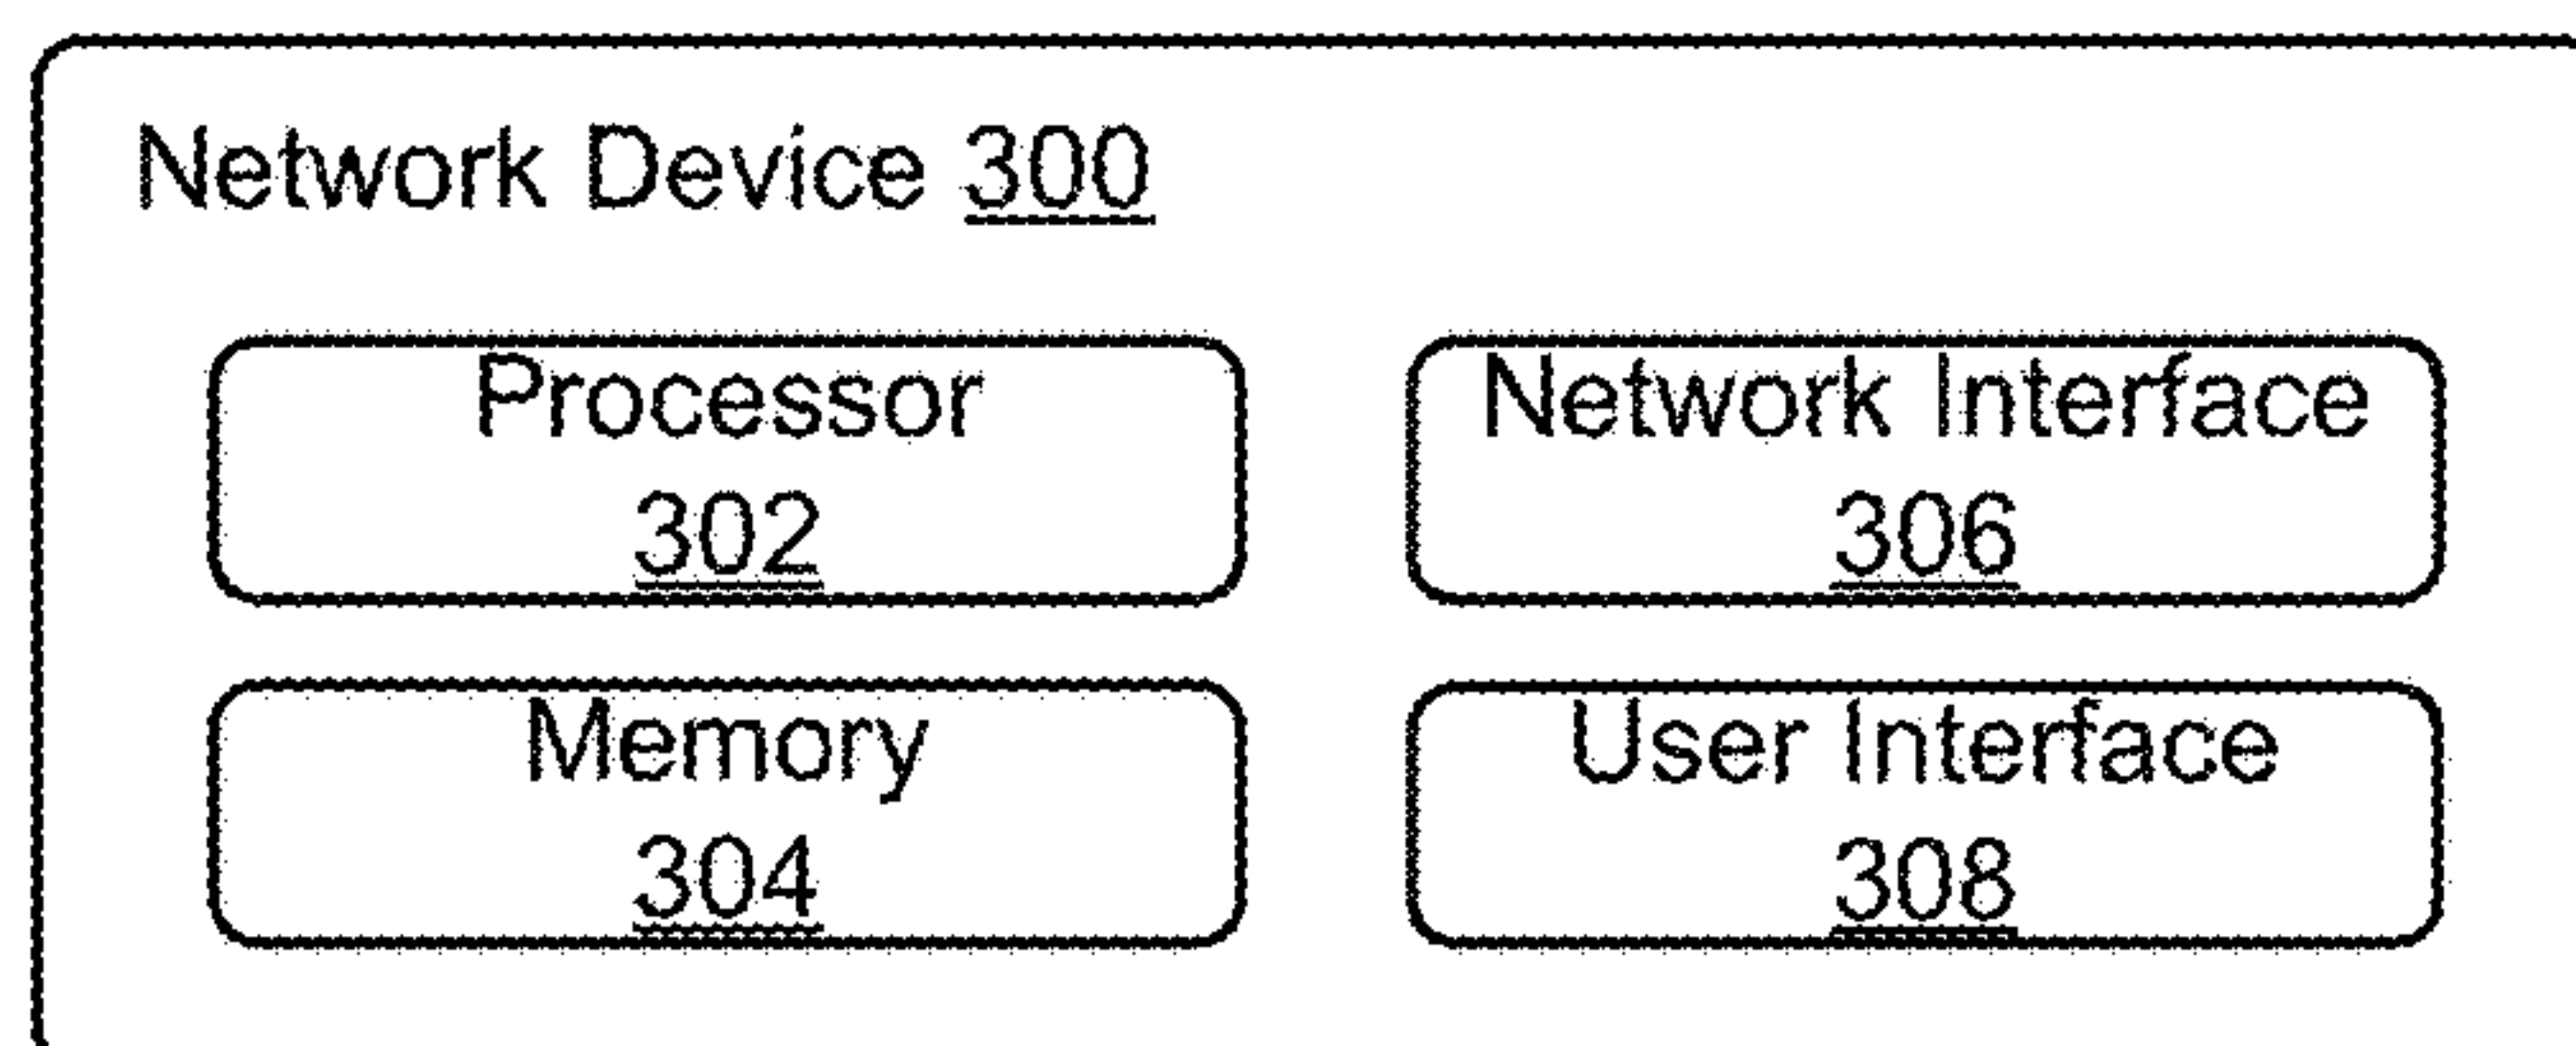 Network Device 300
Processor
302
Network Interface
306
Memory
304
User Interface
308